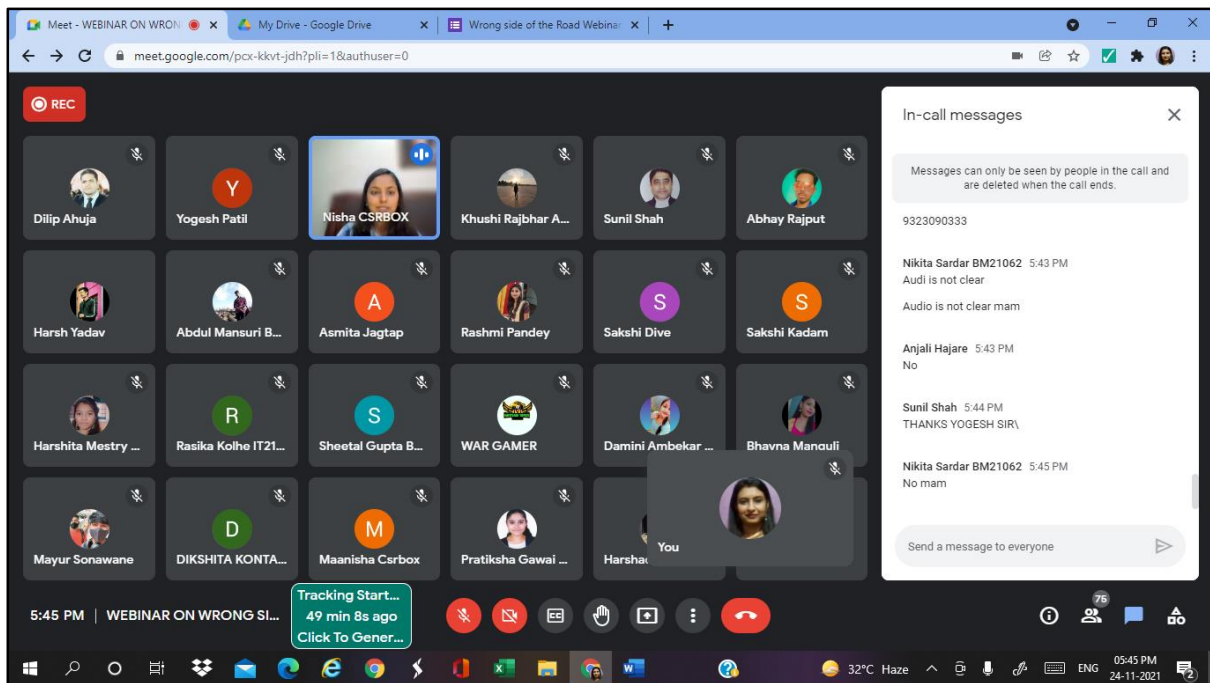 Meet - WEBINAR ON WRON
My Drive - Google Drive
Wrong side of the Road Webinar
meet.google.com/pcx-kkvt-jdh?pli=1&authuser=0
REC
Dilip Ahuja
Y
Yogesh Patil
Nisha CSRBOX
Khushi Rajbhar A...
Sunil Shah
Abhay Rajput
Harsh Yadav
Abdul Mansuri B...
A
Asmita Jagtap
Rashmi Pandey
S
Sakshi Dive
S
Sakshi Kadam
Harshita Mestry ...
R
Rasika Kolhe IT21...
S
Sheetal Gupta B...
WAR GAMER
Damini Ambekar ...
Bhavna Manguli
Mayur Sonawane
D
DIKSHITA KONTA...
M
Maanisha Csrbox
Pratiksha Gawai ...
Harsha
You
In-call messages
Messages can only be seen by people in the call and
are deleted when the call ends.
9323090333
Nikita Sardar BM21062 5:43 PM
Audi is not clear
Audio is not clear mam
Anjali Hajare 5:43 PM
No
Sunil Shah 5:44 PM
THANKS YOGESH SIR\
Nikita Sardar BM21062 5:45 PM
No mam
Send a message to everyone
5:45 PM | WEBINAR ON WRONG SI...
Tracking Start...
49 min 8s ago
Click To Gener...
CC
75
32°C Haze
ENG
05:45 PM
24-11-2021
2